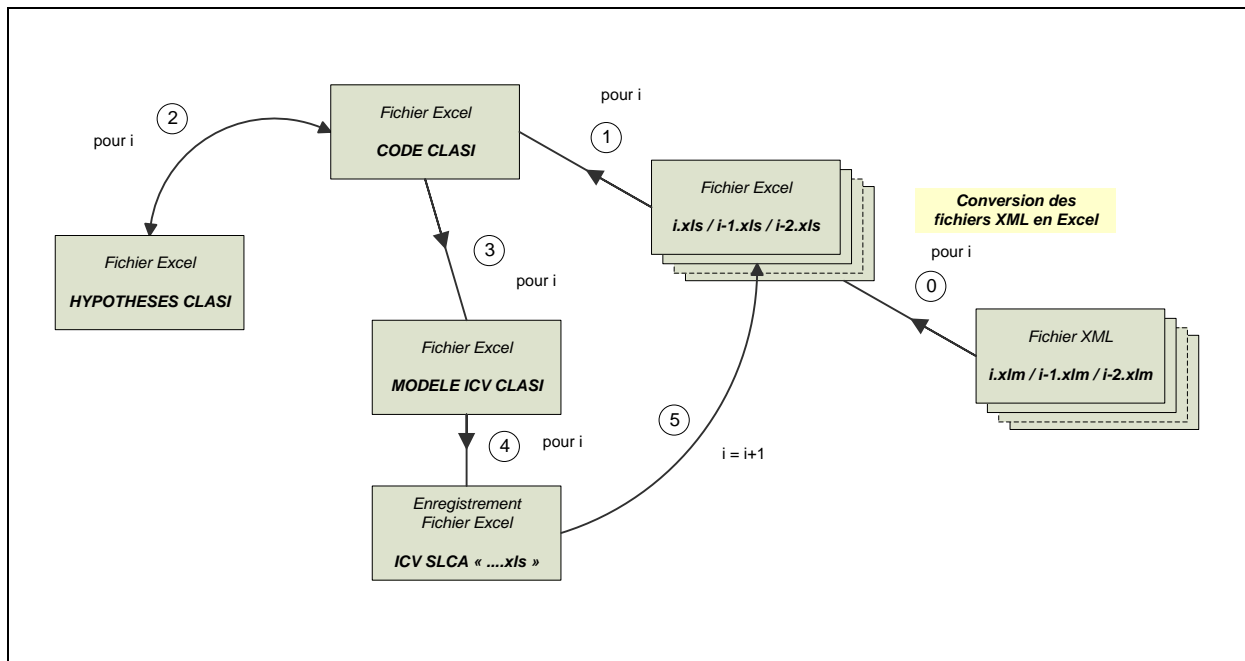 pour i
2
pour i
Fichier Excel
CODE CLASI
1
Fichier Excel
i.xls / i-1.xls / i-2.xls
Conversion des
fichiers XML en Excel
pour i
0
Fichier XML
i.xlm / i-1.xlm / i-2.xlm
Fichier Excel
HYPOTHESES CLASI
3
pour i
Fichier Excel
MODELE ICV CLASI
4
pour i
5
i = i+1
Enregistrement
Fichier Excel
ICV SLCA « ....xls »